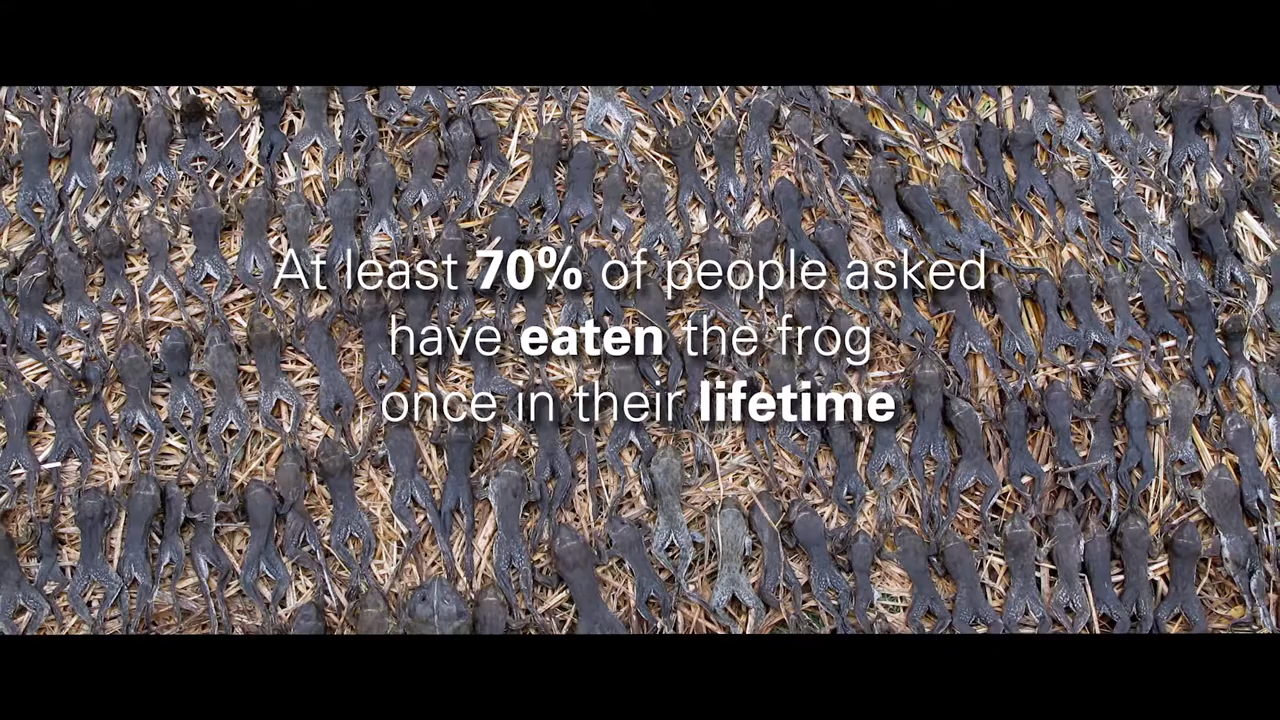 At least 70% of people asked
have eaten the frog
once in their lifetime